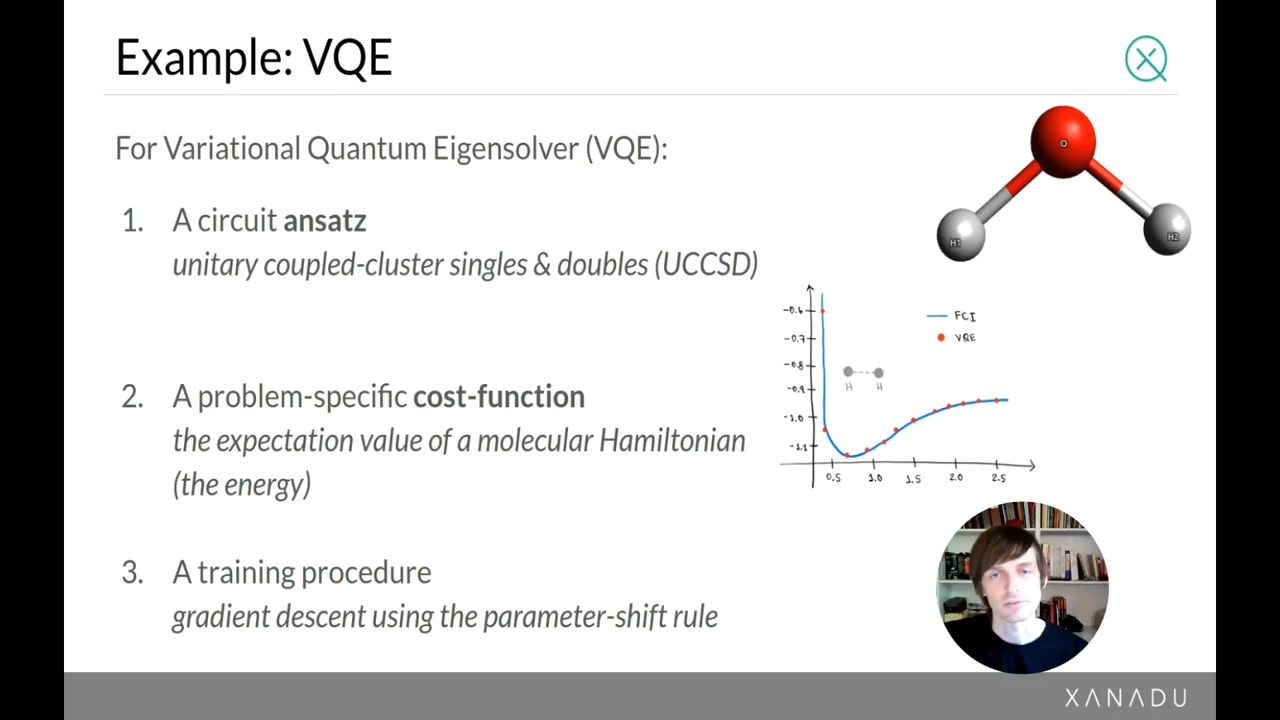 Example: VQE
For Variational Quantum Eigensolver (VQE):
1. A circuit ansatz
unitary coupled-cluster singles & doubles (UCCSD)
2. A problem-specific cost-function
the expectation value of a molecular Hamiltonian
(the energy)
3. A training procedure
gradient descent using the parameter-shift rule
O
H1
H2
-0.6
-0.7
-0.8
-0.9
-1.0
-1.1
FCI
VQE
H H
0.5 1.0 1.5 2.0 2.5
XANADU